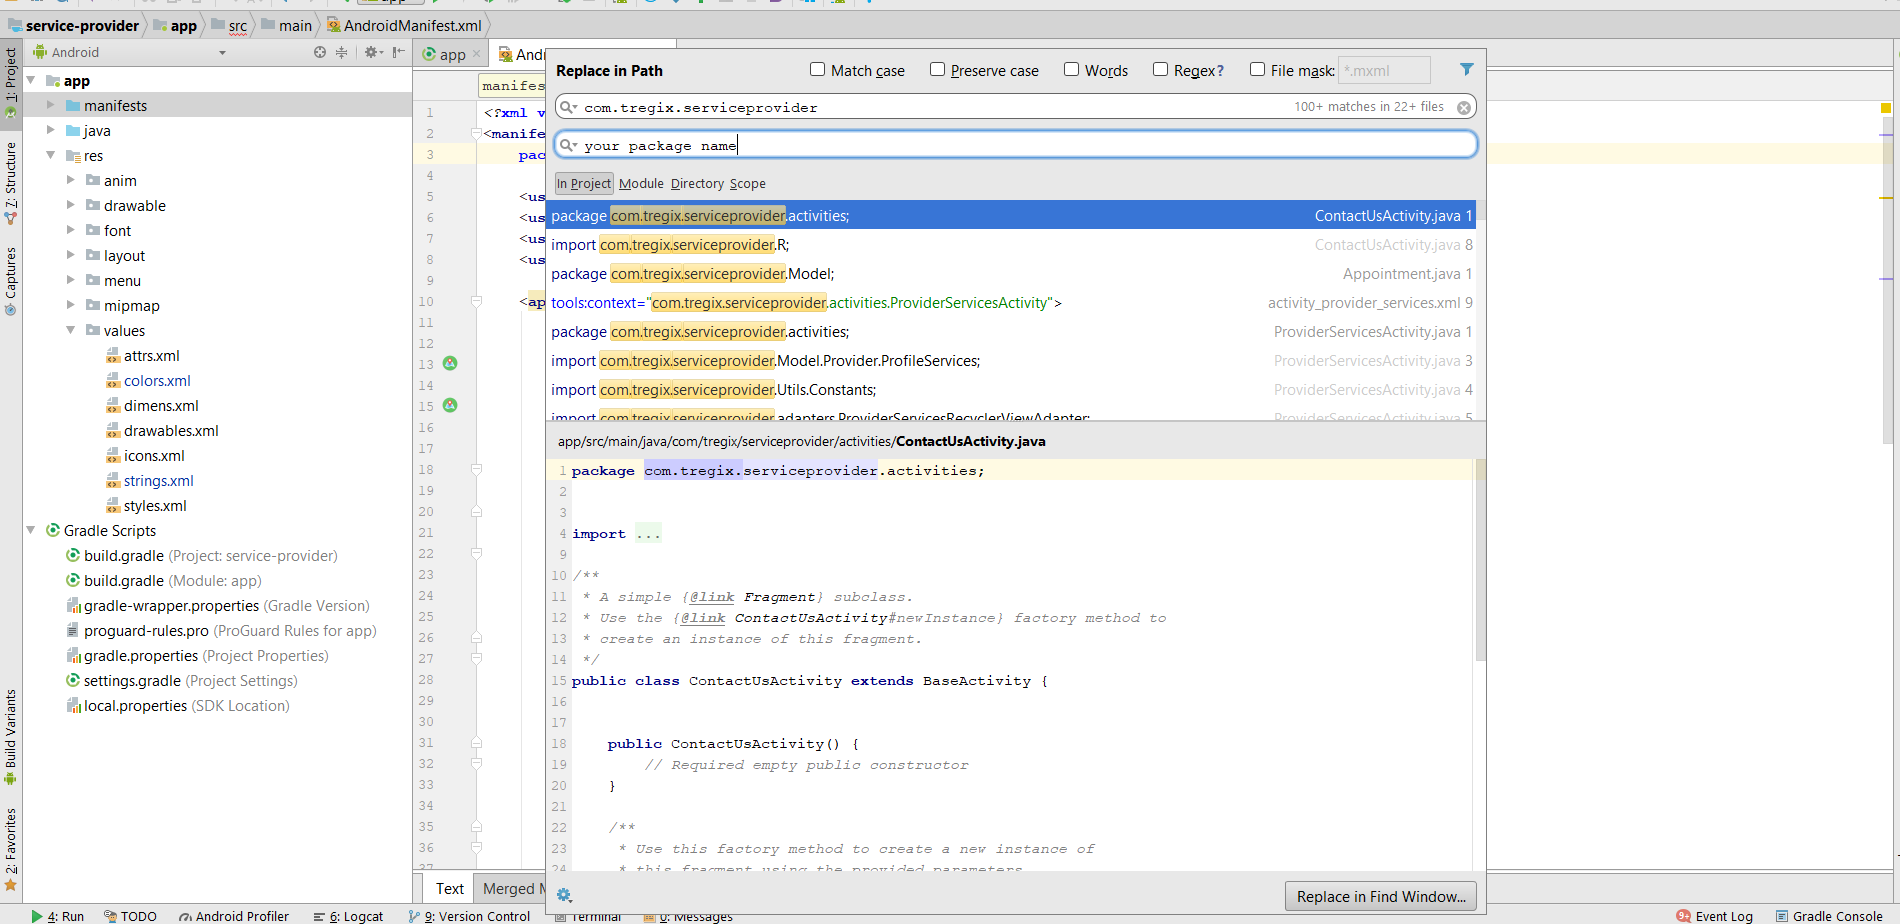 service-provider app src main AndroidManifest.xml
1: Project
7: Structure
Captures
Build Variants
2: Favorites
Android
app
manifests
java
res
anim
drawable
font
layout
menu
mipmap
values
attrs.xml
colors.xml
dimens.xml
drawables.xml
icons.xml
strings.xml
styles.xml
Gradle Scripts
build.gradle (Project: service-provider)
build.gradle (Module: app)
gradle-wrapper.properties (Gradle Version)
proguard-rules.pro (ProGuard Rules for app)
gradle.properties (Project Properties)
settings.gradle (Project Settings)
local.properties (SDK Location)
app
manifes
1 <?xml v
2 <manife
3 pac
4
5 <us
6 <us
7 <us
8 <us
9
10 <ap
11
12
13
14
15
16
17
18
19
20
21
22
23
24
25
26
27
28
29
30
31
32
33
34
35
36
37
Text Merged M
Replace in Path Match case Preserve case Words Regex? File mask: *.mxml
com.tregix.serviceprovider 100+ matches in 22+ files
your package name
In Project Module Directory Scope
package com.tregix.serviceprovider.activities; ContactUsActivity.java 1
import com.tregix.serviceprovider.R; ContactUsActivity.java 8
package com.tregix.serviceprovider.Model; Appointment.java 1
tools:context="com.tregix.serviceprovider.activities.ProviderServicesActivity"> activity_provider_services.xml 9
package com.tregix.serviceprovider.activities; ProviderServicesActivity.java 1
import com.tregix.serviceprovider.Model.Provider.ProfileServices; ProviderServicesActivity.java 3
import com.tregix.serviceprovider.Utils.Constants; ProviderServicesActivity.java 4
import com.tregix.serviceprovider.adapters.ProviderServicesRecyclerViewAdapter; ProviderServicesActivity.java 5
app/src/main/java/com/tregix/serviceprovider/activities/ContactUsActivity.java
1 package com.tregix.serviceprovider.activities;
2
3
4 import ...
9
10 /**
11 * A simple {@link Fragment} subclass.
12 * Use the {@link ContactUsActivity#newInstance} factory method to
13 * create an instance of this fragment.
14 */
15 public class ContactUsActivity extends BaseActivity {
16
17
18 public ContactUsActivity() {
19 // Required empty public constructor
20 }
21
22 /**
23 * Use this factory method to create a new instance of
24 * this fragment using the provided parameters
Replace in Find Window...
4: Run TODO Android Profiler 6: Logcat 9: Version Control Terminal 0: Messages Event Log Gradle Console